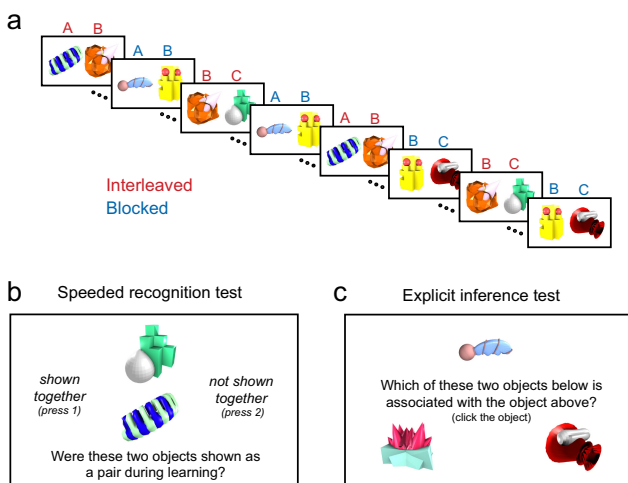 a
A B
A B
B C
A B
A B
B C
B C
B C
Interleaved
Blocked
b Speeded recognition test
shown together
(press 1)
not shown together
(press 2)
Were these two objects shown as
a pair during learning?
c Explicit inference test
Which of these two objects below is
associated with the object above?
(click the object)